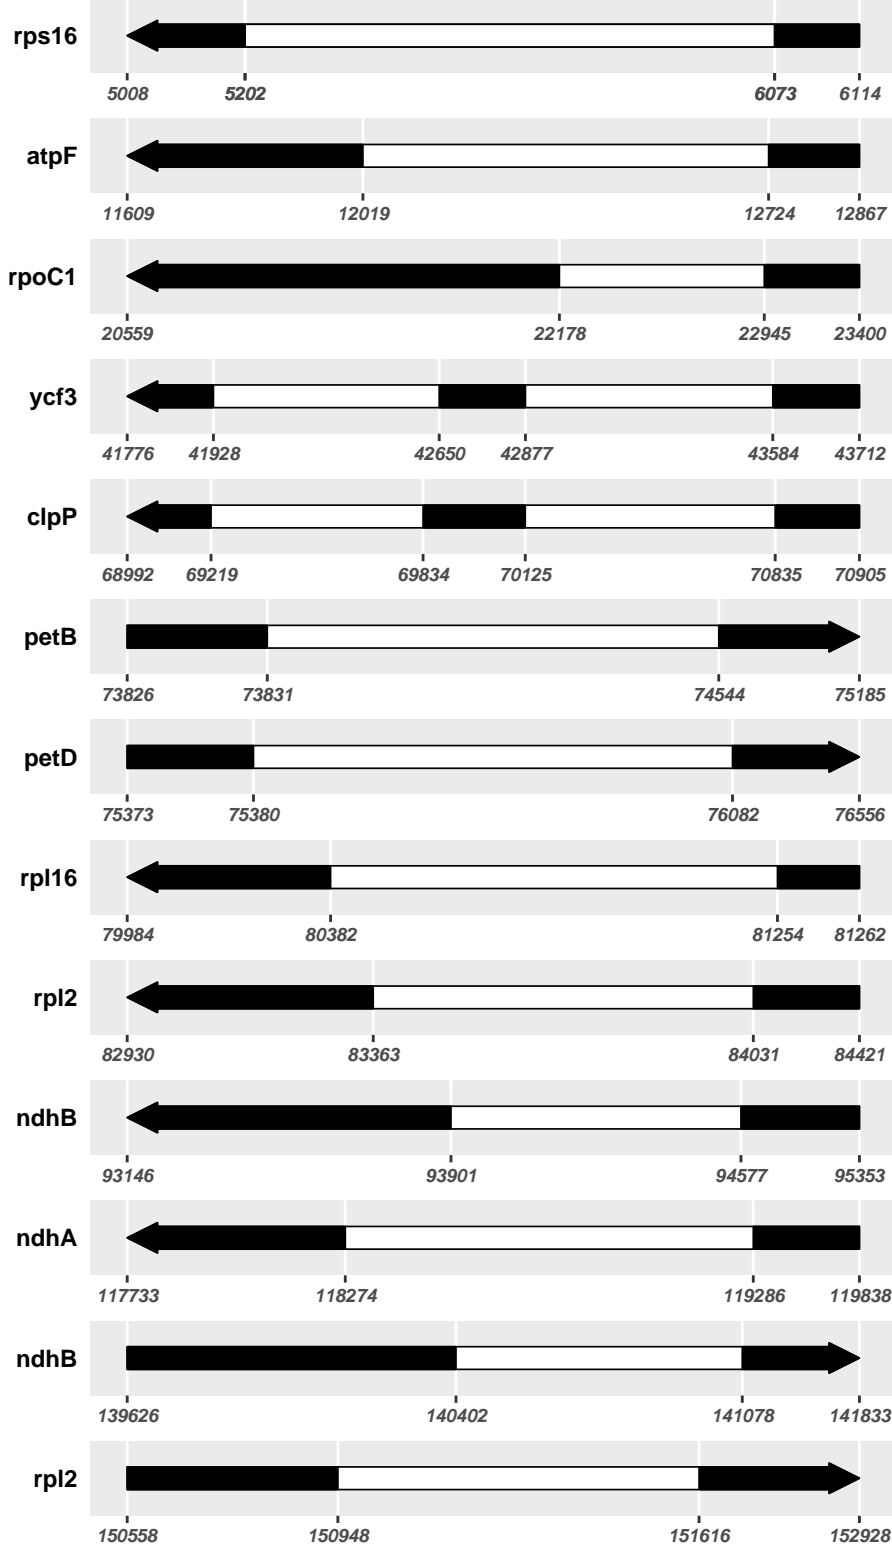 rps16
5008 5202 6073 6114
atpF
11609 12019 12724 12867
rpoC1
20559 22178 22945 23400
ycf3
41776 41928 42650 42877 43584 43712
clpP
68992 69219 69834 70125 70835 70905
petB
73826 73831 74544 75185
petD
75373 75380 76082 76556
rpl16
79984 80382 81254 81262
rpl2
82930 83363 84031 84421
ndhB
93146 93901 94577 95353
ndhA
117733 118274 119286 119838
ndhB
139626 140402 141078 141833
rpl2
150558 150948 151616 152928